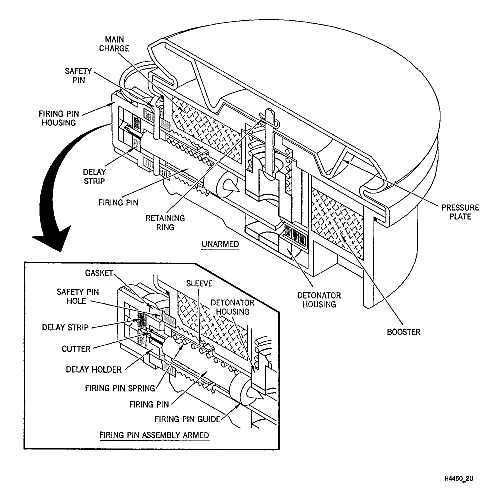 MAIN
CHARGE
SAFETY
PIN
FIRING PIN
HOUSING
DELAY
STRIP
FIRING PIN
RETAINING
RING
UNARMED
PRESSURE
PLATE
DETONATOR
HOUSING
BOOSTER
GASKET
SLEEVE
SAFETY PIN
HOLE
DETONATOR
HOUSING
DELAY STRIP
CUTTER
DELAY HOLDER
FIRING PIN SPRING
FIRING PIN
FIRING PIN GUIDE
FIRING PIN ASSEMBLY ARMED
H4450_2U